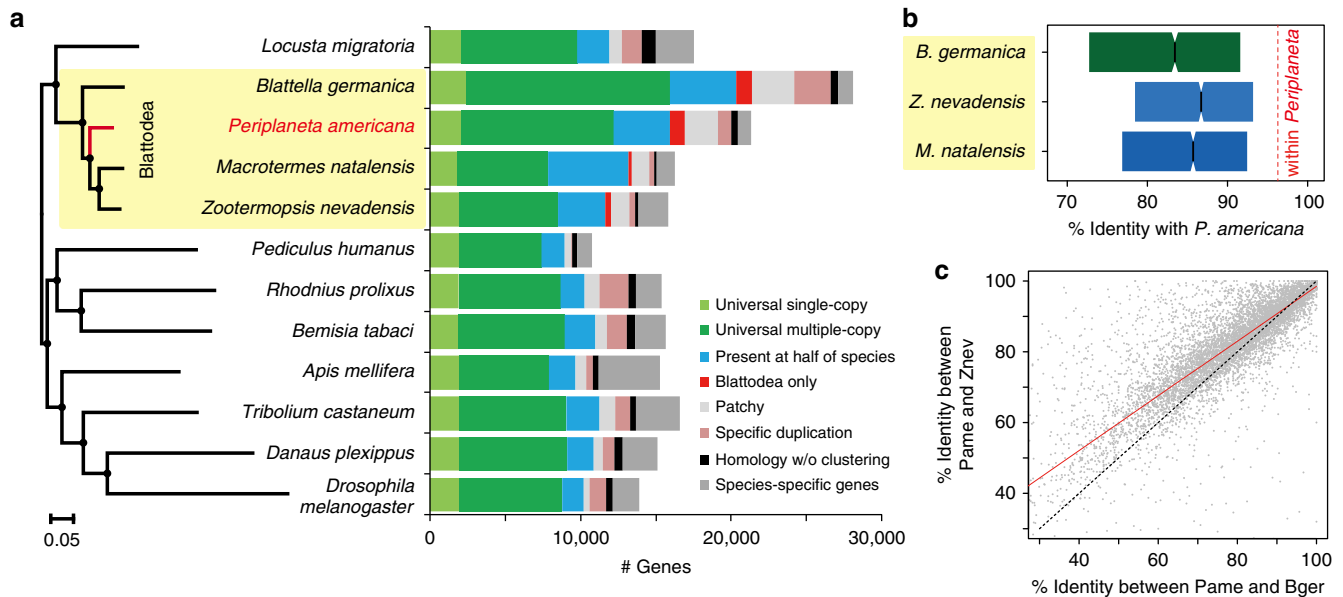 a
Locusta migratoria
Blattella germanica
Periplaneta americana
Macrotermes natalensis
Zootermopsis nevadensis
Blattodea
Pediculus humanus
Rhodnius prolixus
Bemisia tabaci
Apis mellifera
Tribolium castaneum
Danaus plexippus
Drosophila
melanogaster
0.05
Universal single-copy
Universal multiple-copy
Present at half of species
Blattodea only
Patchy
Specific duplication
Homology w/o clustering
Species-specific genes
0
10,000
20,000
30,000
# Genes
b
B. germanica
Z. nevadensis
M. natalensis
within Periplaneta
70
80
90
100
% Identity with P. americana
c
% Identity between
Pame and Znev
100
80
60
40
40
60
80
100
% Identity between Pame and Bger